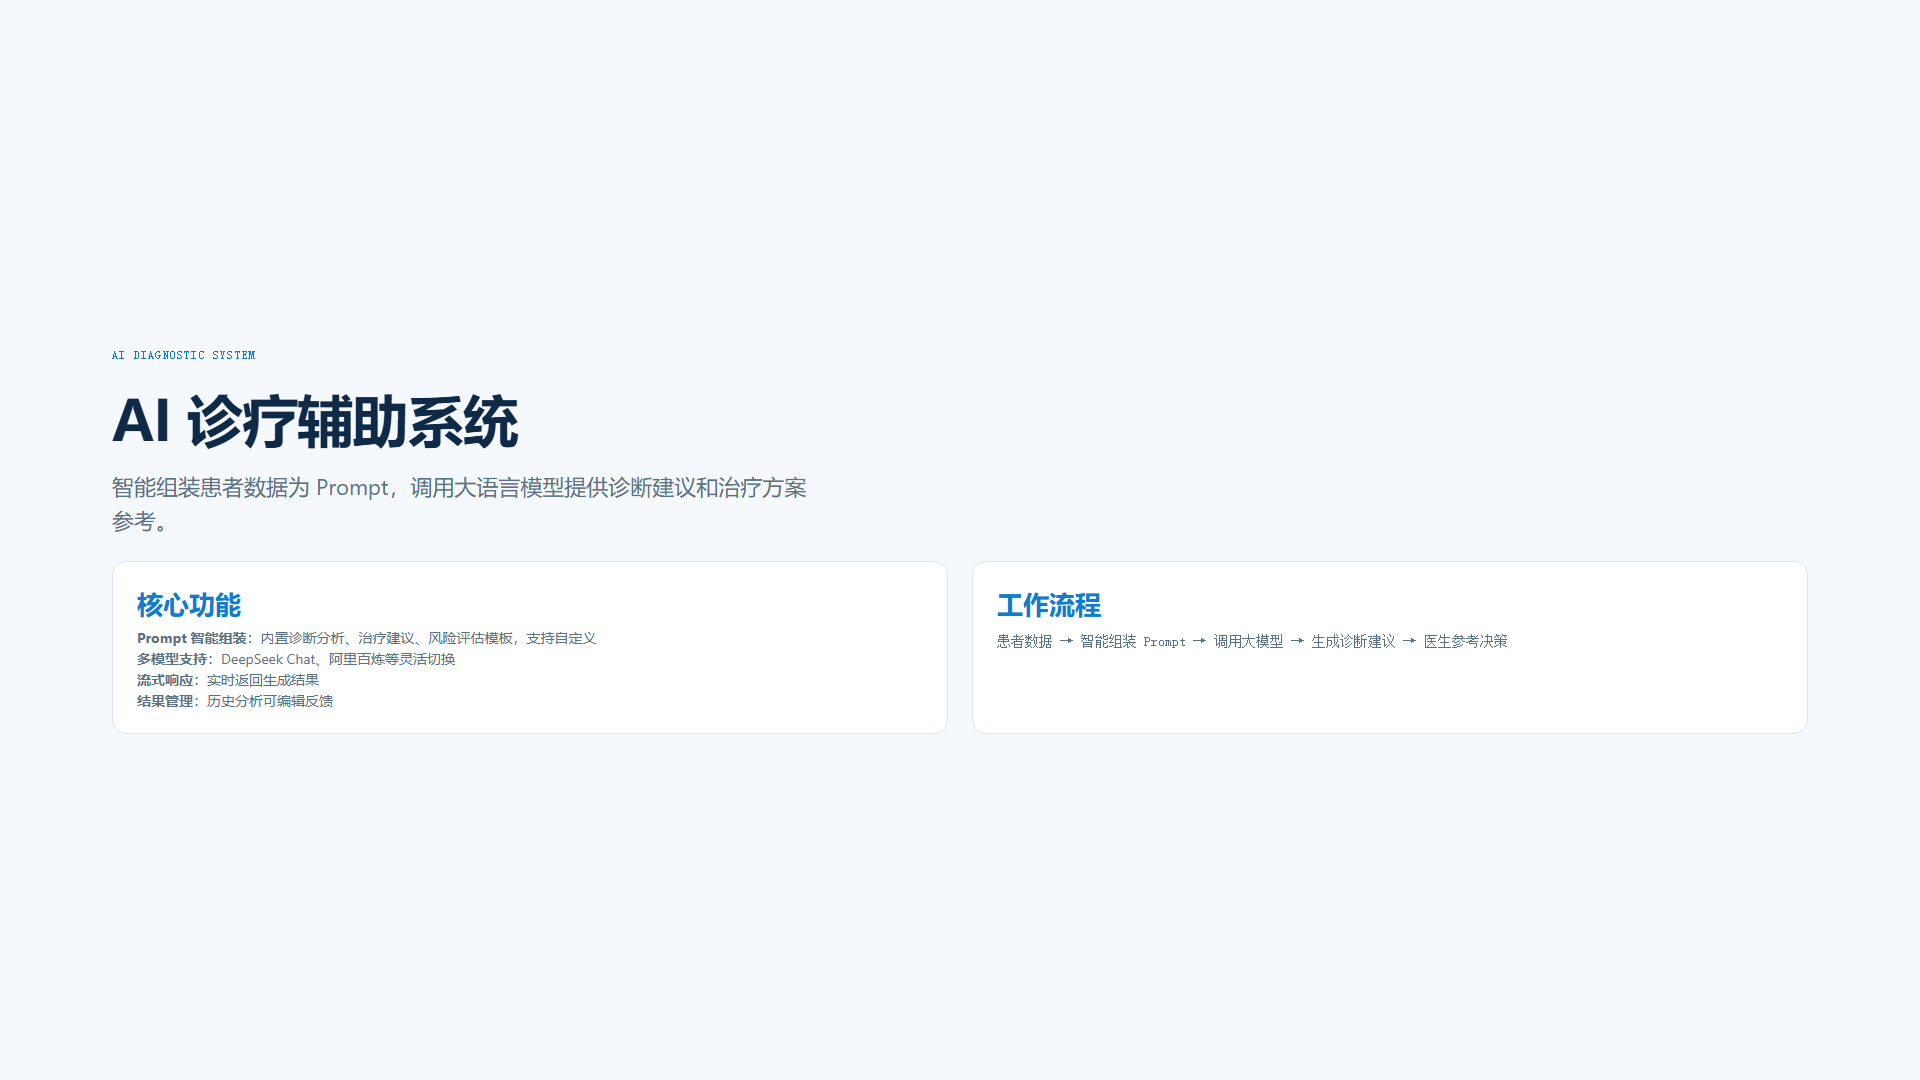 AI DIAGNOSTIC SYSTEM
AI 诊疗辅助系统
智能组装患者数据为 Prompt，调用大语言模型提供诊断建议和治疗方案
参考。
核心功能
Prompt 智能组装：内置诊断分析、治疗建议、风险评估模板，支持自定义
多模型支持：DeepSeek Chat、阿里百炼等灵活切换
流式响应：实时返回生成结果
结果管理：历史分析可编辑反馈
工作流程
患者数据 → 智能组装 Prompt → 调用大模型 → 生成诊断建议 → 医生参考决策